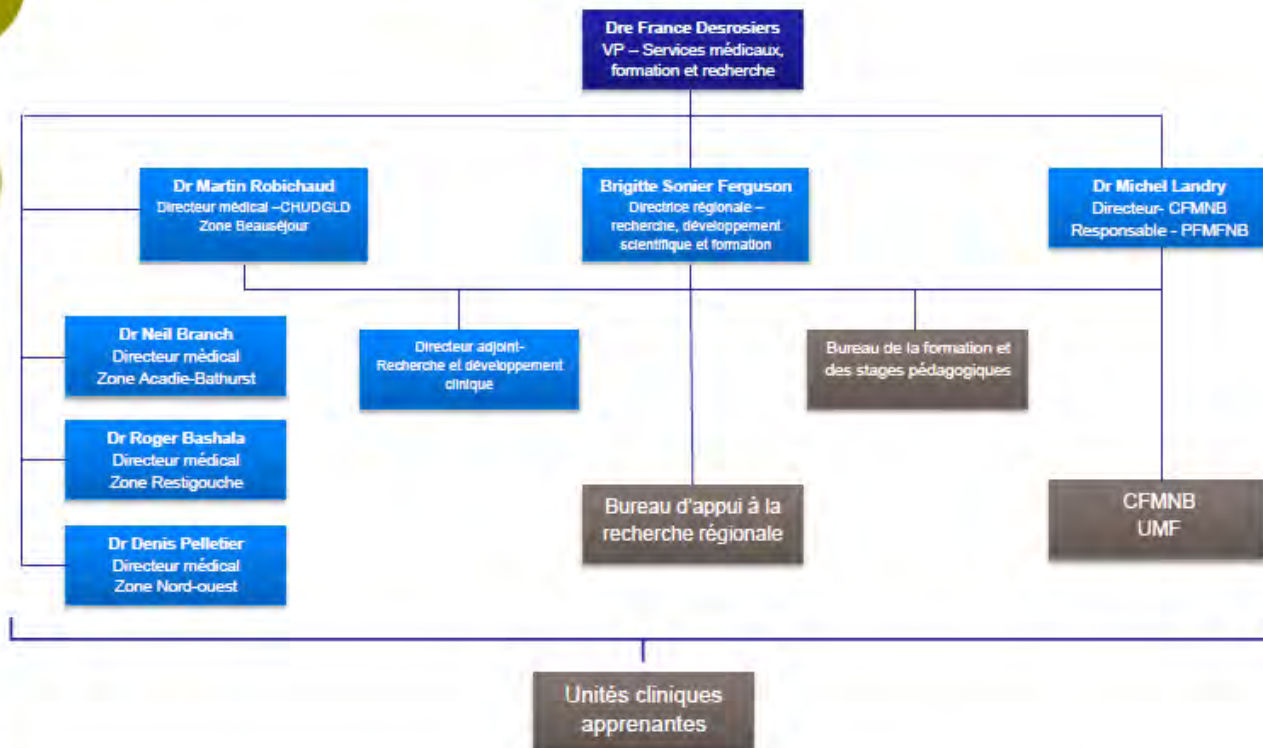 Dre France Desrosiers
VP – Services médicaux,
formation et recherche
Dr Martin Robichaud
Directeur médical –CHUDGLD
Zone Beauséjour
Brigitte Sonier Ferguson
Directrice régionale –
recherche, développement
scientifique et formation
Dr Michel Landry
Directeur- CFMNB
Responsable - PFMFNB
Dr Neil Branch
Directeur médical
Zone Acadie-Bathurst
Directeur adjoint-
Recherche et développement
clinique
Bureau de la formation et
des stages pédagogiques
Dr Roger Bashala
Directeur médical
Zone Restigouche
Bureau d'appui à la
recherche régionale
CFMNB
UMF
Dr Denis Pelletier
Directeur médical
Zone Nord-ouest
Unités cliniques
apprenantes